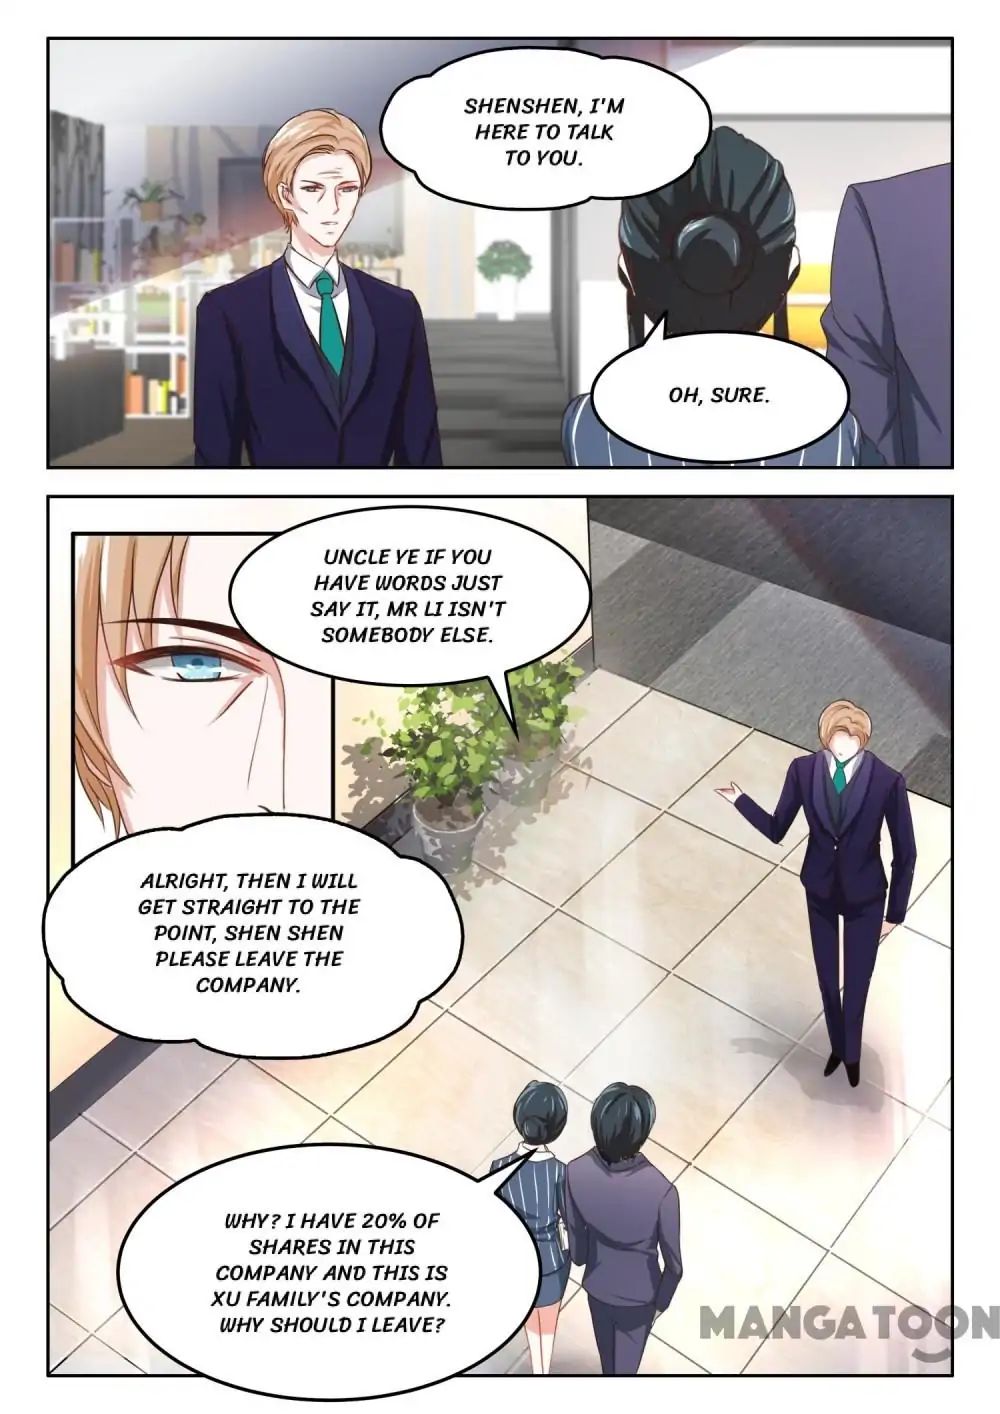 SHENSHEN, I'M
HERE TO TALK
TO YOU.
OH, SURE.
UNCLE YE IF YOU
HAVE WORDS JUST
SAY IT, MR LI ISN'T
SOMEBODY ELSE.
ALRIGHT, THEN I WILL
GET STRAIGHT TO THE
POINT, SHEN SHEN
PLEASE LEAVE THE
COMPANY.
WHY? I HAVE 20% OF
SHARES IN THIS
COMPANY AND THIS IS
XU FAMILY'S COMPANY.
WHY SHOULD I LEAVE?
MANGATOON